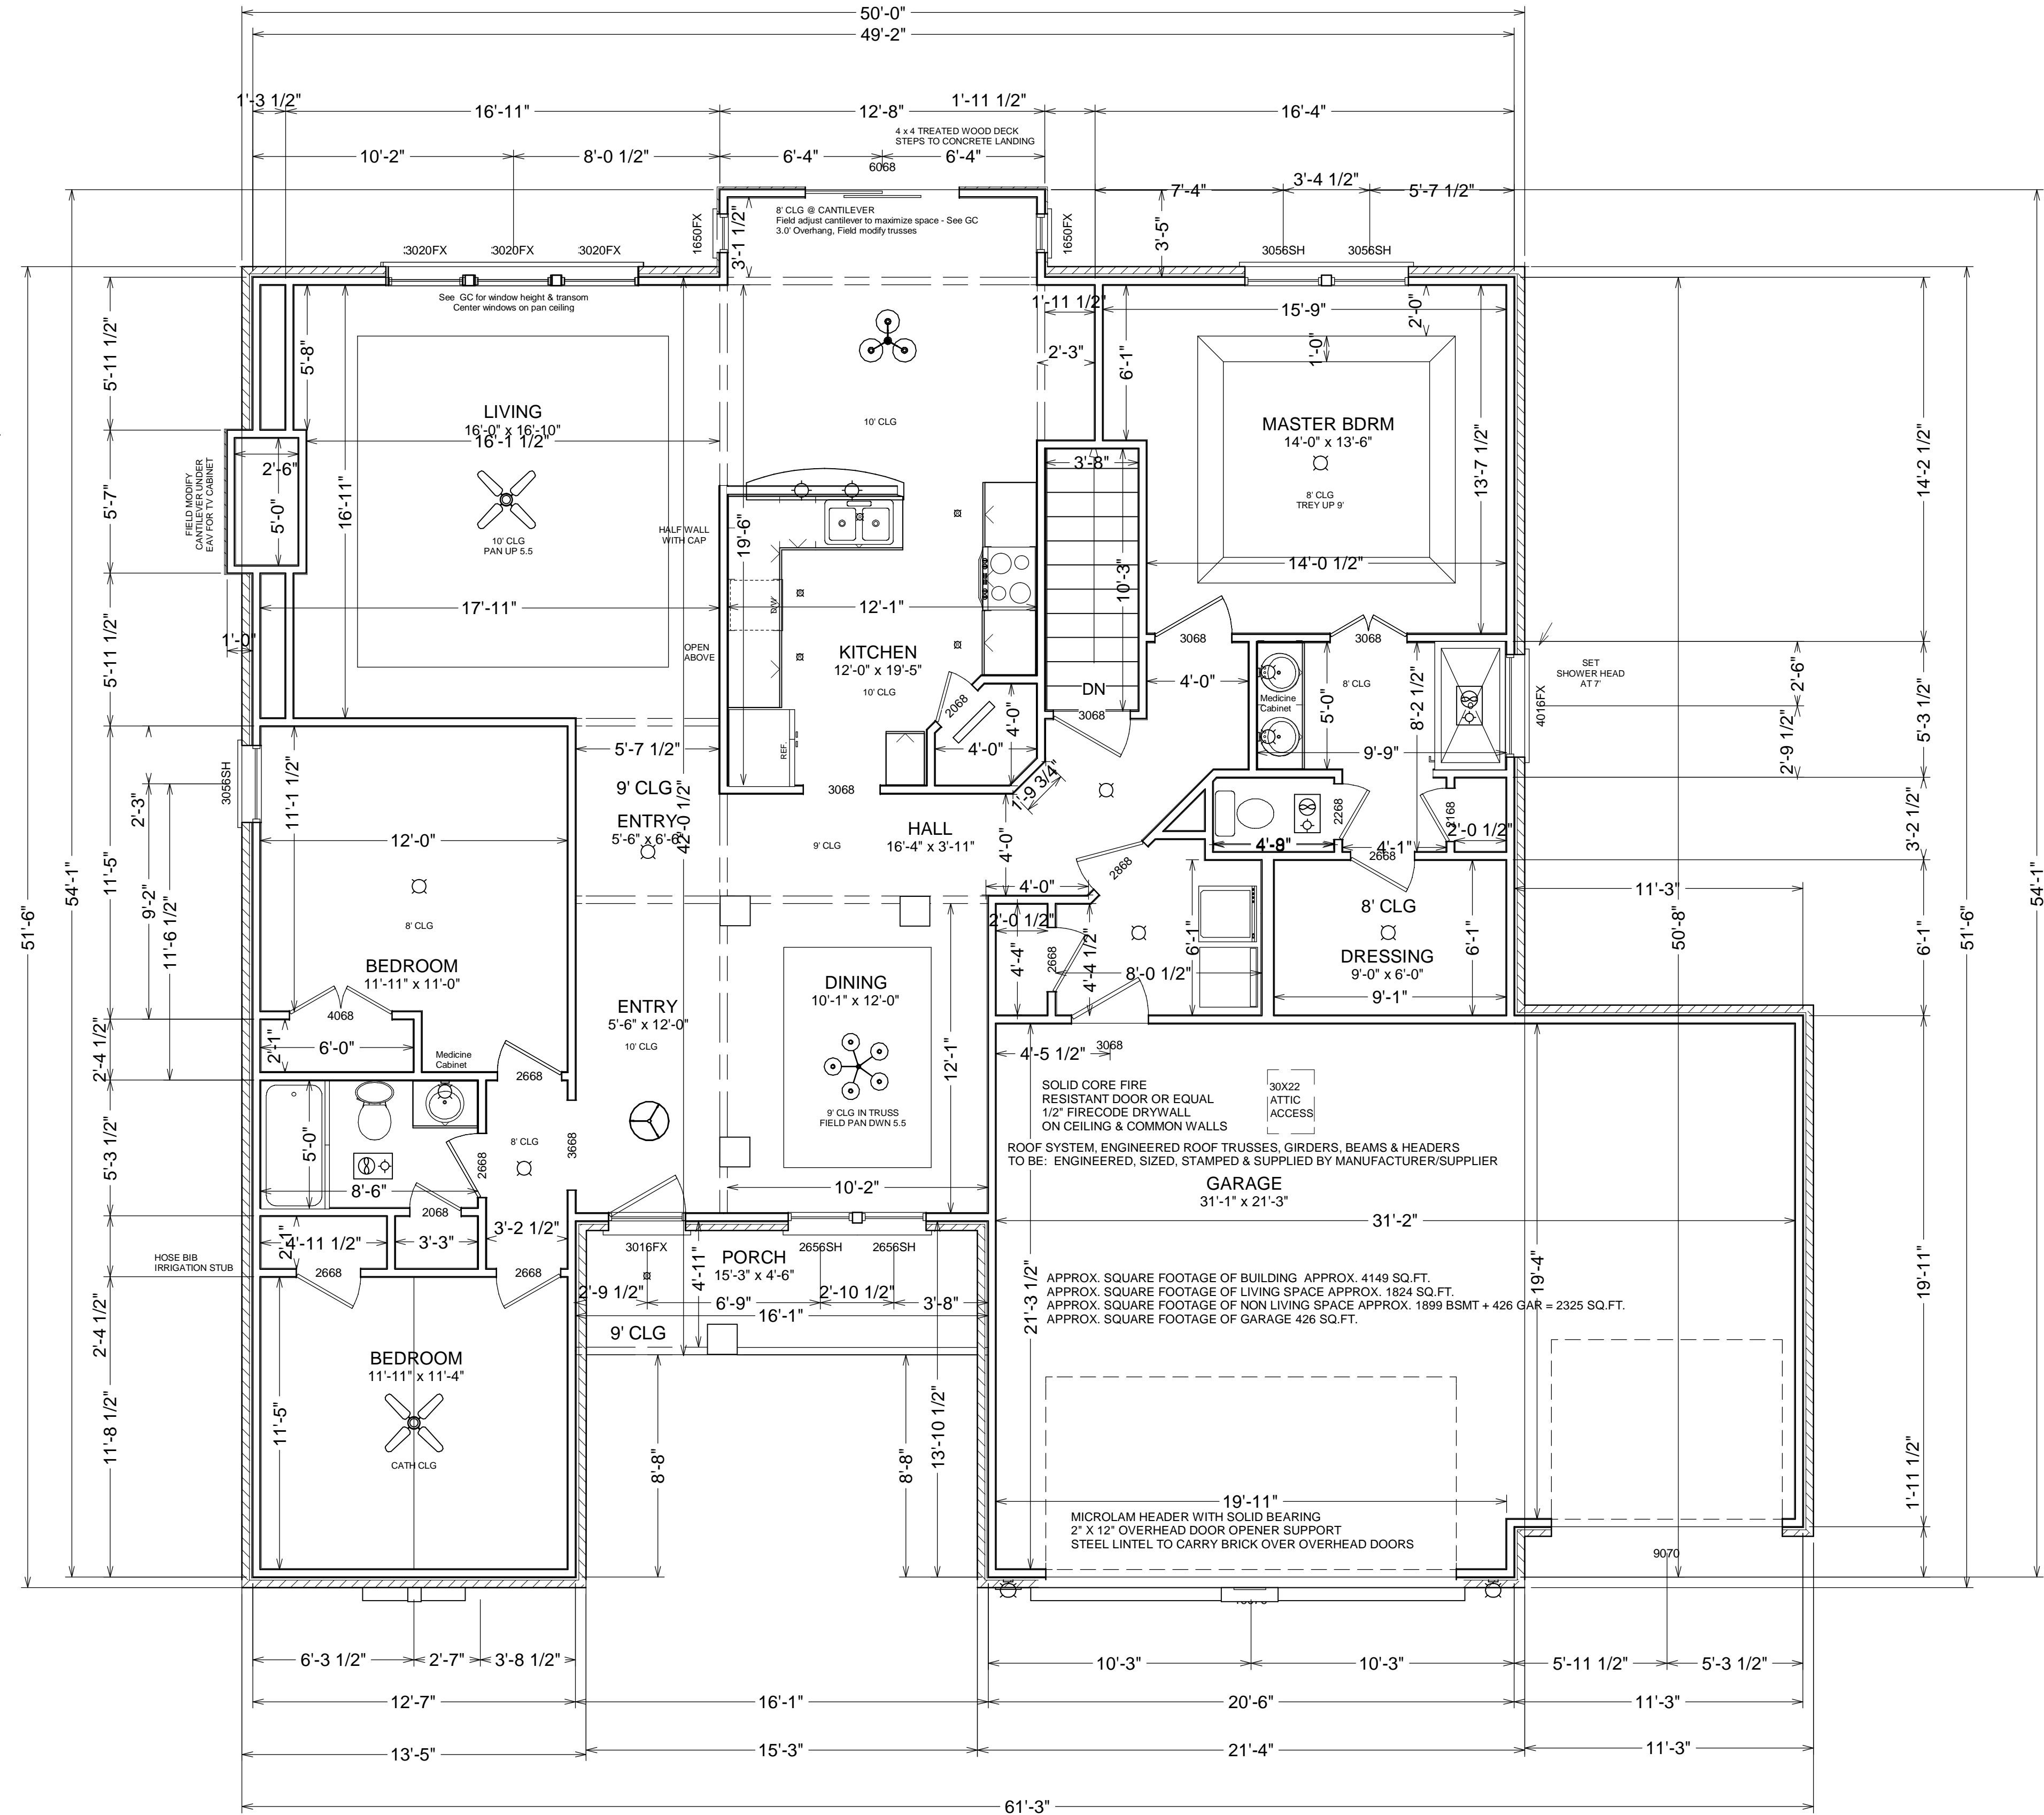 50'-0"
49'-2"
1'-3 1/2"
16'-11"
12'-8"
1'-11 1/2"
16'-4"
4 x 4 TREATED WOOD DECK
STEPS TO CONCRETE LANDING
10'-2"
8'-0 1/2"
6'-4"
6'-4"
6068
7'-4"
3'-4 1/2"
5'-7 1/2"
8' CLG @ CANTILEVER
Field adjust cantilever to maximize space - See GC
3.0' Overhang, Field modify trusses
1650FX
3'-1 1/2"
1650FX
3'-5"
3020FX
3020FX
3020FX
3056SH
3056SH
See GC for window height & transom
Center windows on pan ceiling
1'-11 1/2"
15'-9"
2'-0"
1'-0"
5'-11 1/2"
5'-8"
2'-3"
6'-1"
LIVING
16'-0" x 16'-10"
16'-1 1/2"
10' CLG
MASTER BDRM
14'-0" x 13'-6"
14'-2 1/2"
13'-7 1/2"
2'-6"
3'-8"
FIELD MODIFY
CANTILEVER UNDER
EAV FOR TV CABINET
5'-7"
5'-0"
16'-11"
10' CLG
PAN UP 5.5
HALF WALL
WITH CAP
19'-6"
8' CLG
TREY UP 9'
10'-3"
14'-0 1/2"
17'-11"
D/W
12'-1"
1'-0"
5'-11 1/2"
OPEN
ABOVE
KITCHEN
12'-0" x 19'-5"
10' CLG
3068
3068
SET
SHOWER HEAD
AT 7'
2'-6"
4'-0"
8' CLG
Medicine
Cabinet
5'-0"
8'-2 1/2"
4016FX
DN
3068
2068
4'-0"
4'-0"
5'-3 1/2"
2'-9 1/2"
9'-9"
5'-7 1/2"
REF.
3056SH
9' CLG
3068
1'-9 3/4"
2'-3"
11'-1 1/2"
ENTRY
5'-6" x 6'-6"
42'-0 1/2"
HALL
16'-4" x 3'-11"
9' CLG
4'-0"
2268
2168
2'-0 1/2"
3'-2 1/2"
12'-0"
4'-8"
4'-1"
2668
11'-5"
9'-2"
11'-6 1/2"
2868
4'-0"
11'-3"
8' CLG
8' CLG
2'-0 1/2"
4'-4"
2668
4'-4 1/2"
6'-1"
8'-0 1/2"
DRESSING
9'-0" x 6'-0"
6'-1"
9'-1"
6'-1"
BEDROOM
11'-11" x 11'-0"
DINING
10'-1" x 12'-0"
51'-6"
54'-1"
50'-8"
51'-6"
54'-1"
4068
6'-0"
2'-1"
2'-4 1/2"
Medicine
Cabinet
2668
ENTRY
5'-6" x 12'-0"
10' CLG
12'-1"
4'-5 1/2"
3068
9' CLG IN TRUSS
FIELD PAN DWN 5.5
SOLID CORE FIRE
RESISTANT DOOR OR EQUAL
1/2" FIRECODE DRYWALL
ON CEILING & COMMON WALLS
30X22
ATTIC
ACCESS
5'-3 1/2"
5'-0"
8' CLG
3668
2668
8'-6"
2068
10'-2"
ROOF SYSTEM, ENGINEERED ROOF TRUSSES, GIRDERS, BEAMS & HEADERS
TO BE: ENGINEERED, SIZED, STAMPED & SUPPLIED BY MANUFACTURER/SUPPLIER
GARAGE
31'-1" x 21'-3"
31'-2"
2'-1"
4'-11 1/2"
3'-3"
3'-2 1/2"
HOSE BIB
IRRIGATION STUB
2668
2668
3016FX
4'-11"
PORCH
15'-3" x 4'-6"
2656SH
2656SH
2'-9 1/2"
6'-9"
2'-10 1/2"
3'-8"
16'-1"
9' CLG
21'-3 1/2"
APPROX. SQUARE FOOTAGE OF BUILDING APPROX. 4149 SQ.FT.
APPROX. SQUARE FOOTAGE OF LIVING SPACE APPROX. 1824 SQ.FT.
APPROX. SQUARE FOOTAGE OF NON LIVING SPACE APPROX. 1899 BSMT + 426 GAR = 2325 SQ.FT.
APPROX. SQUARE FOOTAGE OF GARAGE 426 SQ.FT.
19'-4"
19'-11"
2'-4 1/2"
BEDROOM
11'-11" x 11'-4"
11'-8 1/2"
11'-5"
CATH CLG
8'-8"
8'-8"
13'-10 1/2"
1'-11 1/2"
19'-11"
MICROLAM HEADER WITH SOLID BEARING
2" X 12" OVERHEAD DOOR OPENER SUPPORT
STEEL LINTEL TO CARRY BRICK OVER OVERHEAD DOORS
9070
6'-3 1/2"
2'-7"
3'-8 1/2"
10'-3"
10'-3"
5'-11 1/2"
5'-3 1/2"
12'-7"
16'-1"
20'-6"
11'-3"
13'-5"
15'-3"
21'-4"
11'-3"
61'-3"